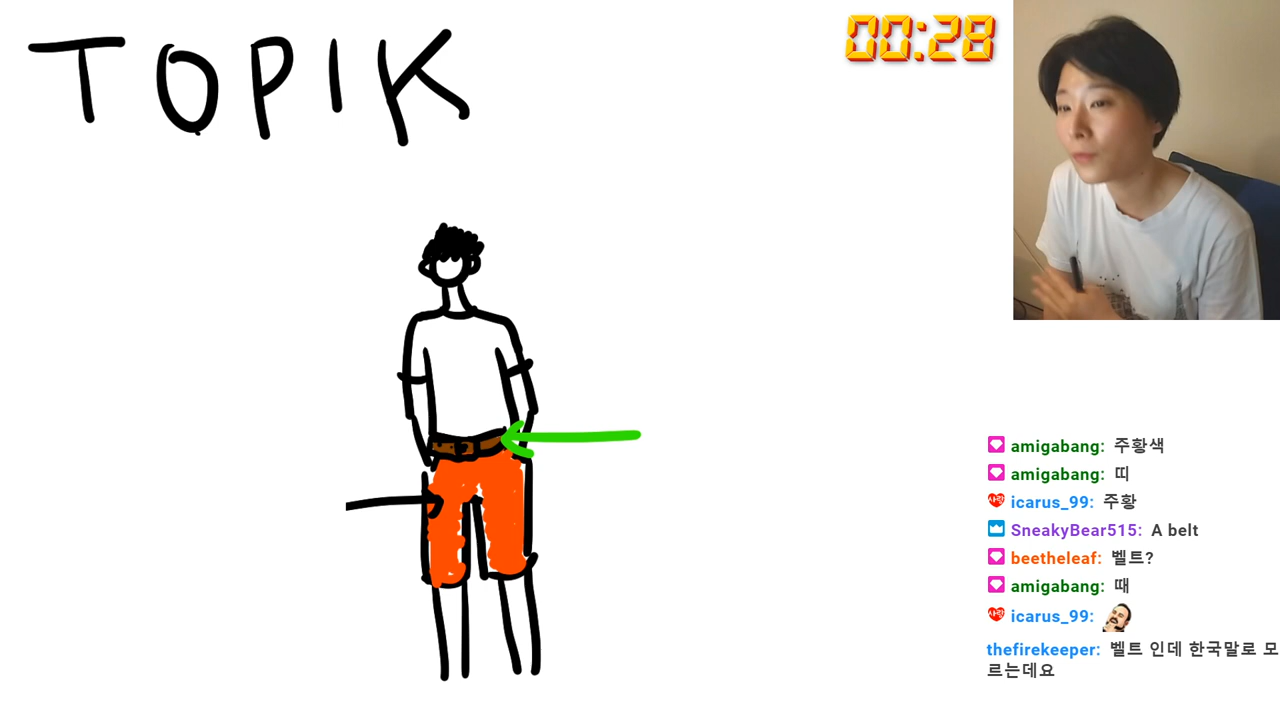 TOPIK
00:28
amigabang: 주황색
amigabang: 띠
icarus_99: 주황
SneakyBear515: A belt
beetheleaf: 벨트?
amigabang: 때
icarus_99:
thefirekeeper: 벨트 인데 한국말로 모
르는데요